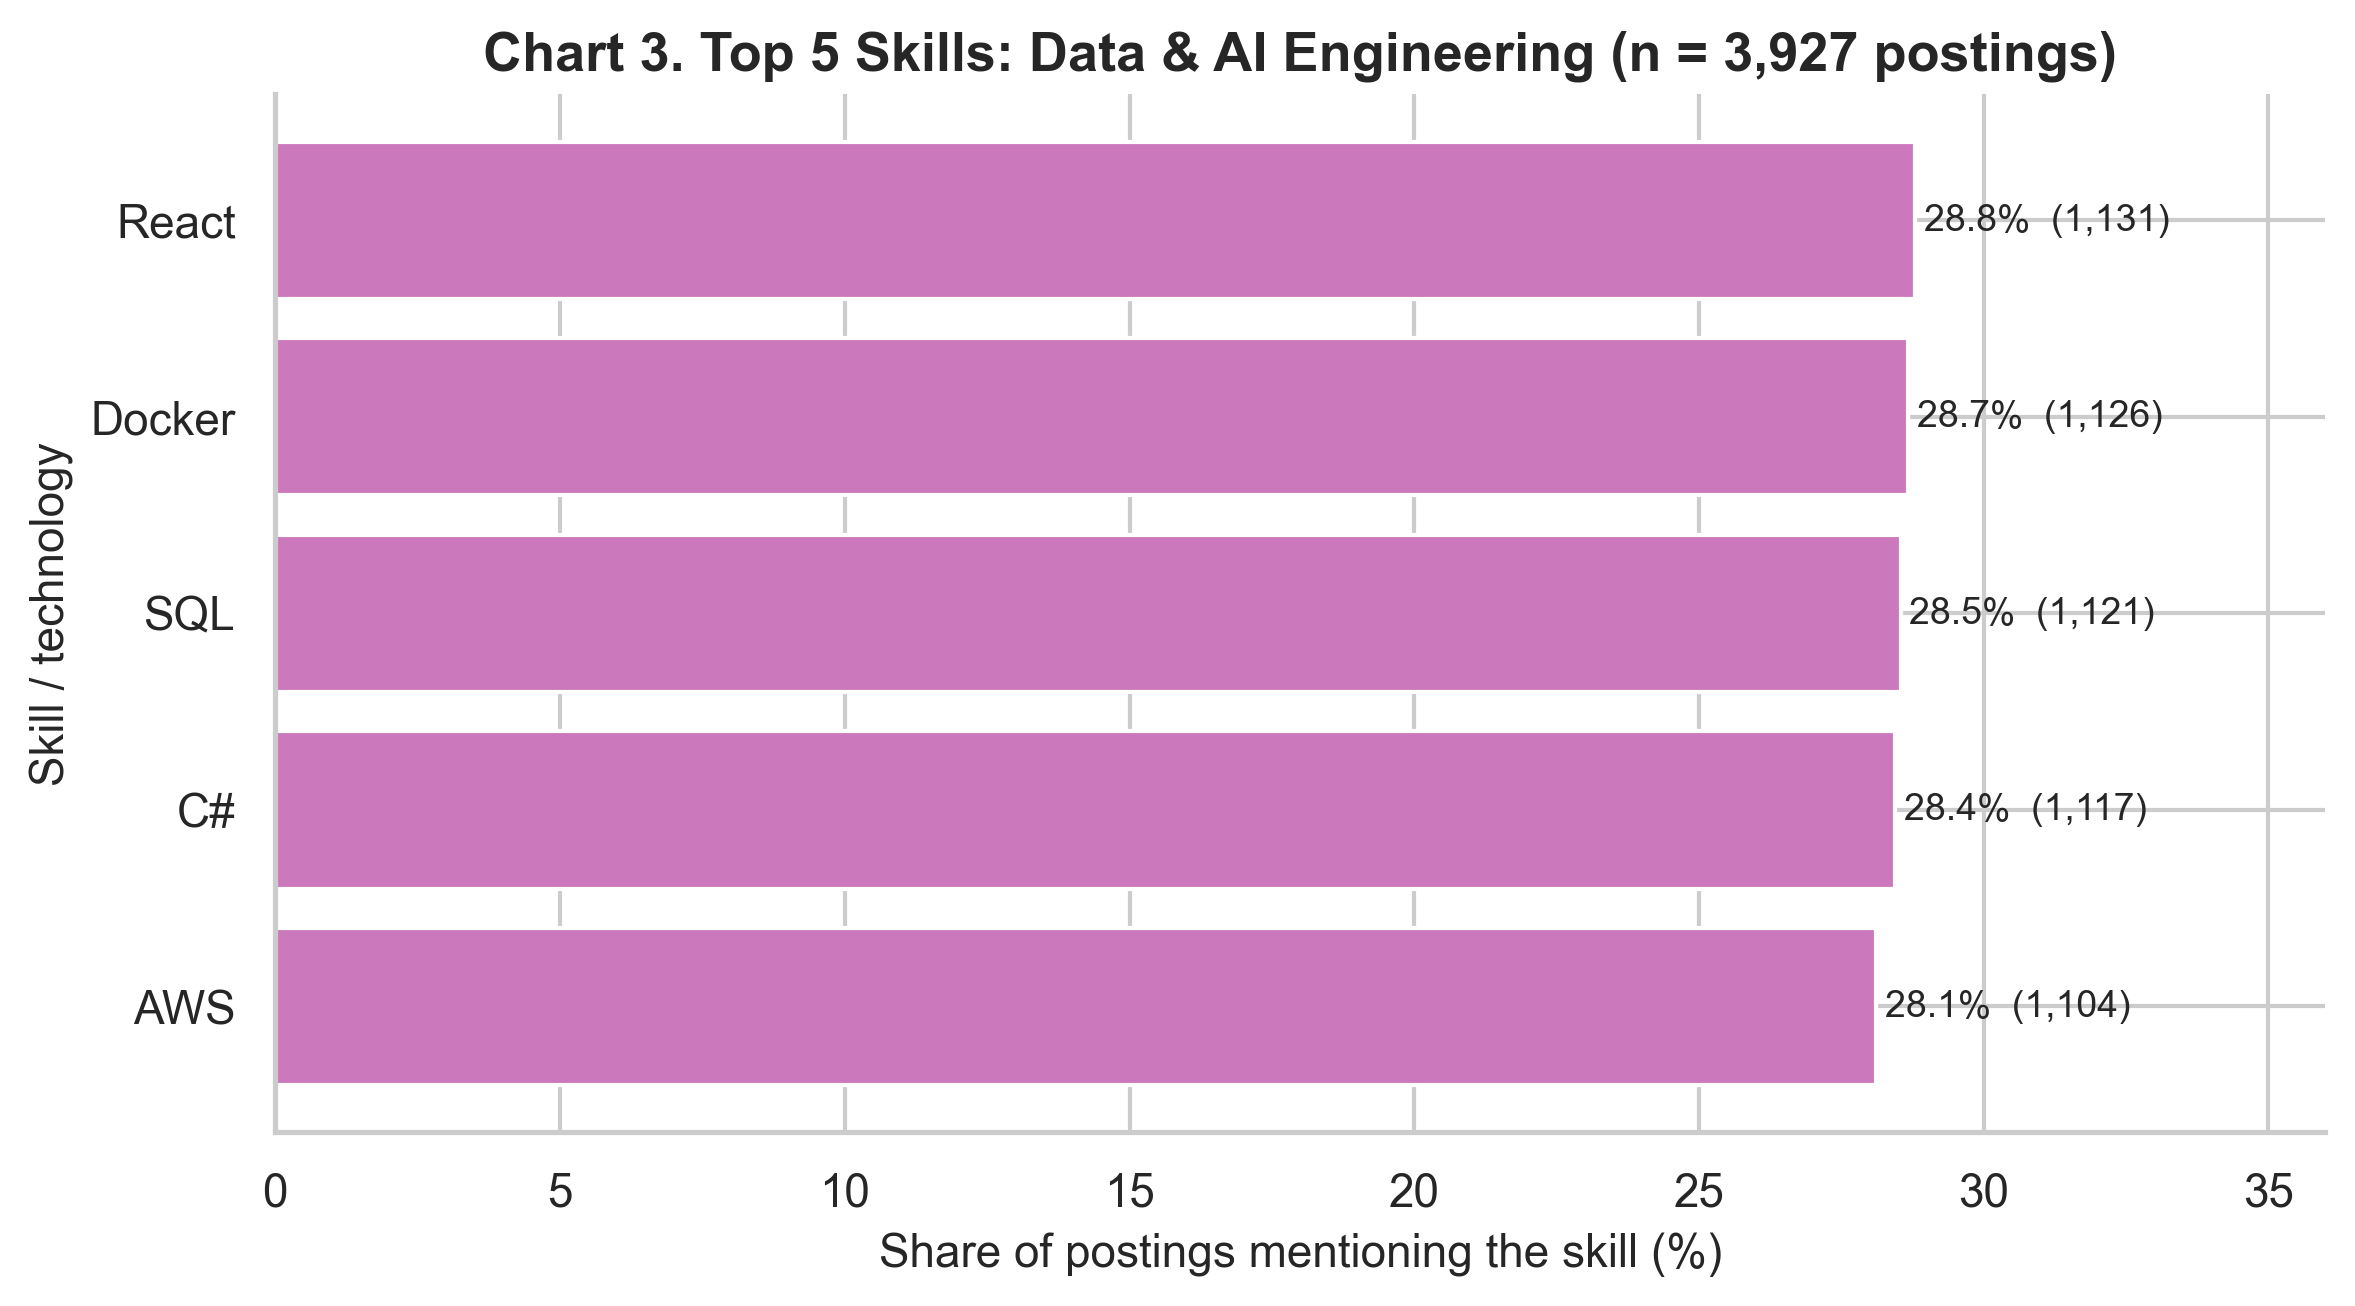 Chart 3. Top 5 Skills: Data & AI Engineering (n = 3,927 postings)
Skill / technology
React
28.8% (1,131)
Docker
28.7% (1,126)
SQL
28.5% (1,121)
C#
28.4% (1,117)
AWS
28.1% (1,104)
0 5 10 15 20 25 30 35
Share of postings mentioning the skill (%)